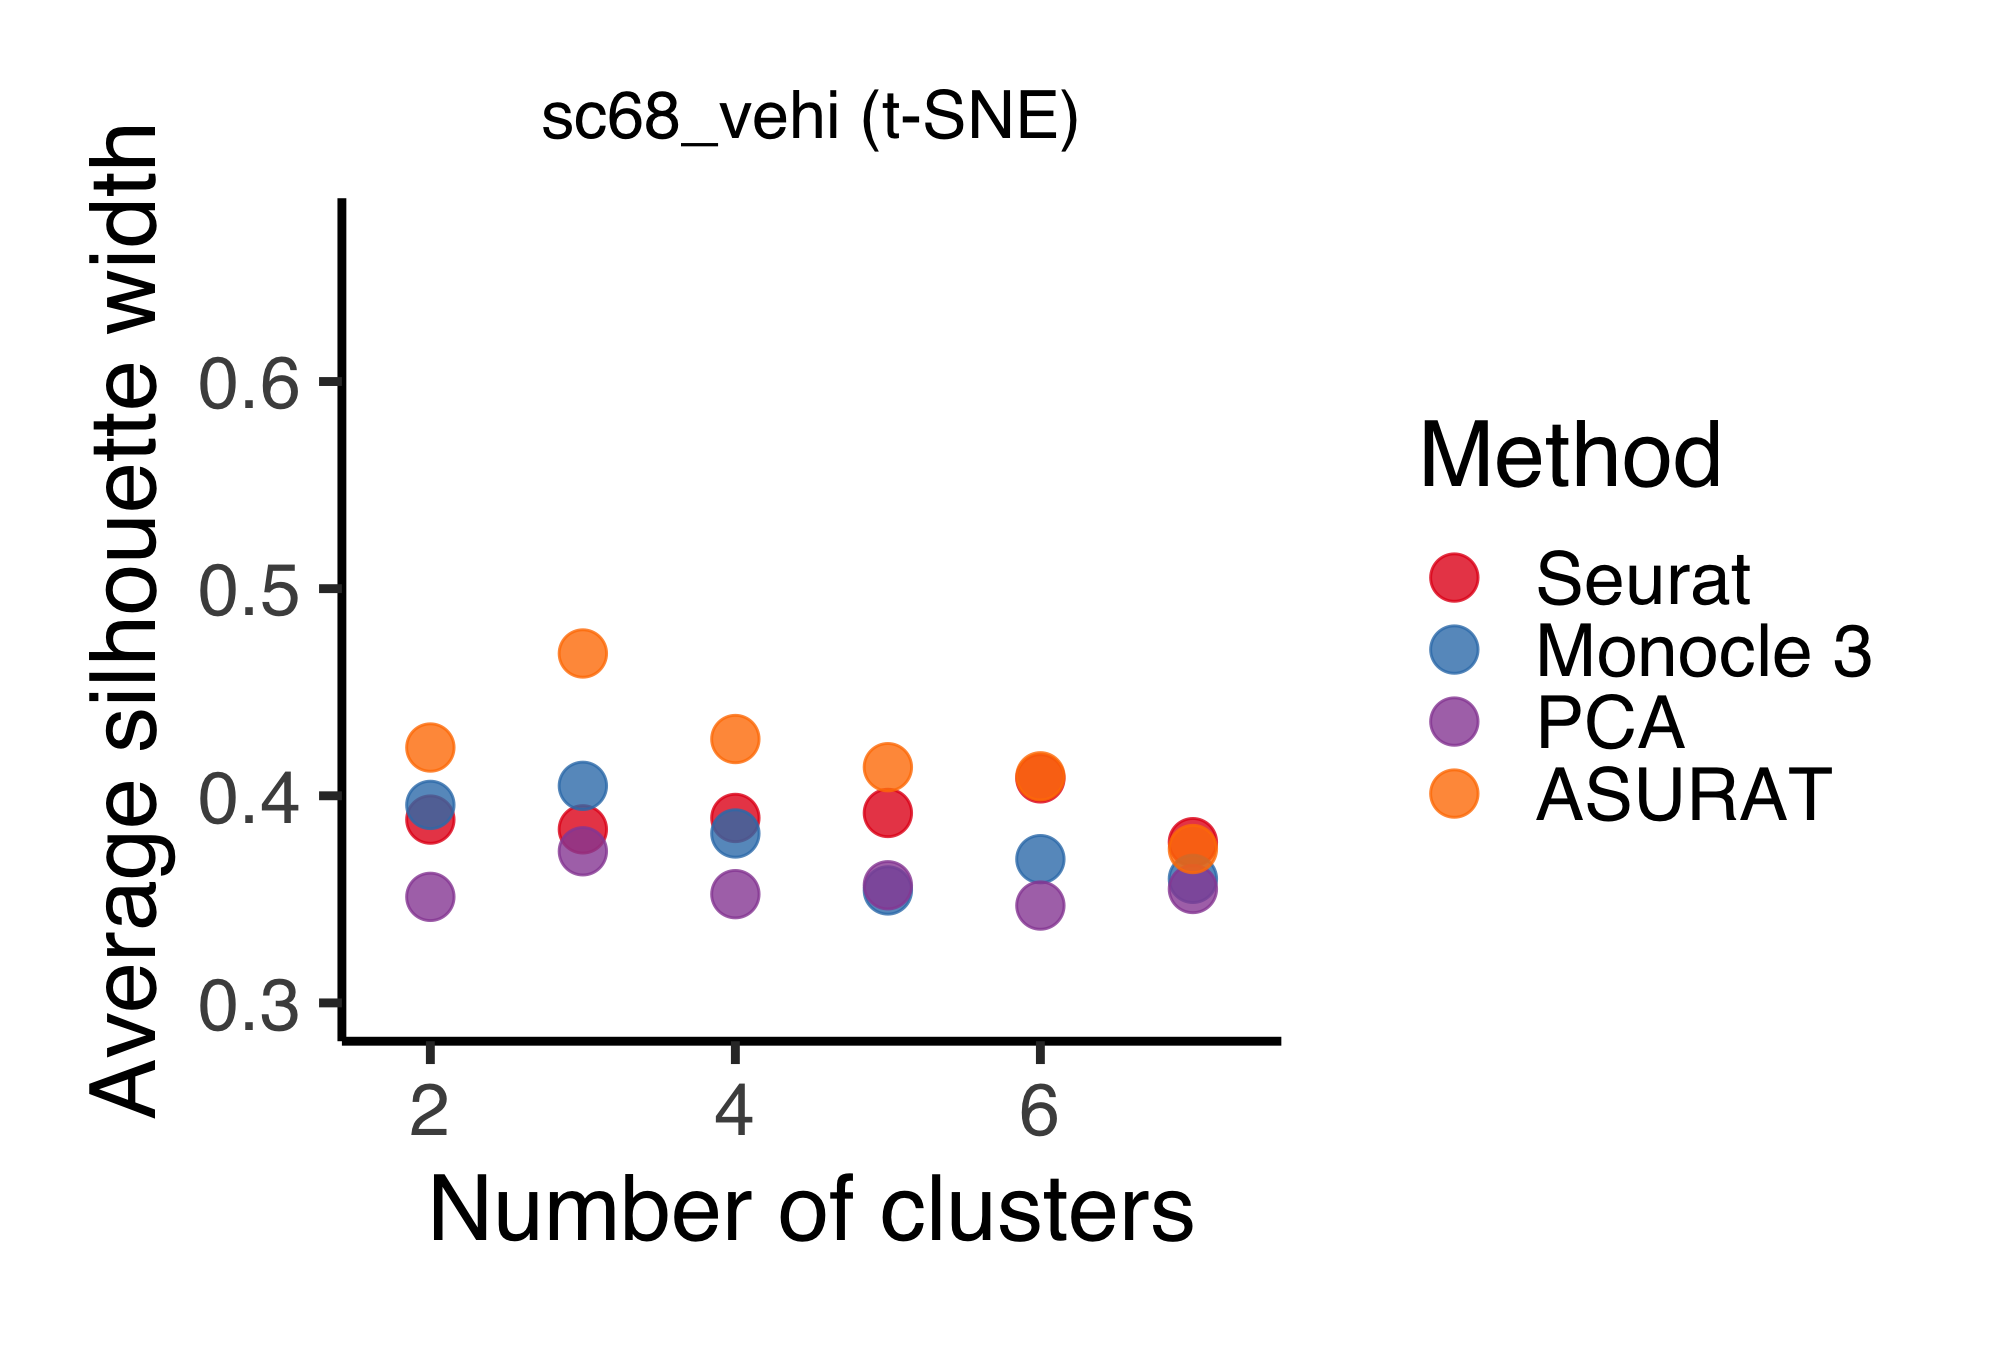 sc68_vehi (t-SNE)
Average silhouette width
0.6
0.5
0.4
0.3
2 4 6
Number of clusters
Method
Seurat
Monocle 3
PCA
ASURAT